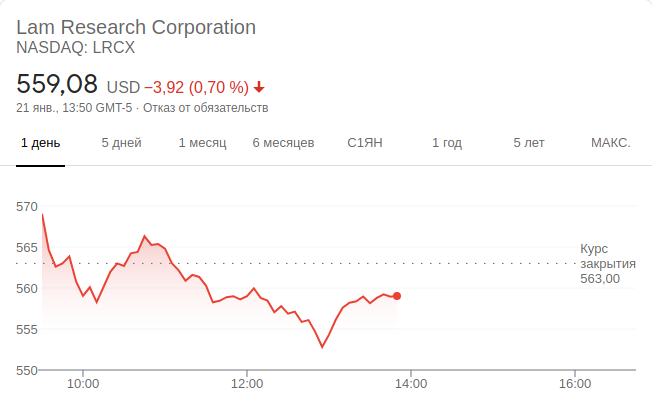 Lam Research Corporation
NASDAQ: LRCX
559,08 USD −3,92 (0,70 %)
21 янв., 13:50 GMT-5 · Отказ от обязательств
1 день 5 дней 1 месяц 6 месяцев С1ЯН 1 год 5 лет МАКС.
570
565
Курс
закрытия
563,00
560
555
550
10:00 12:00 14:00 16:00